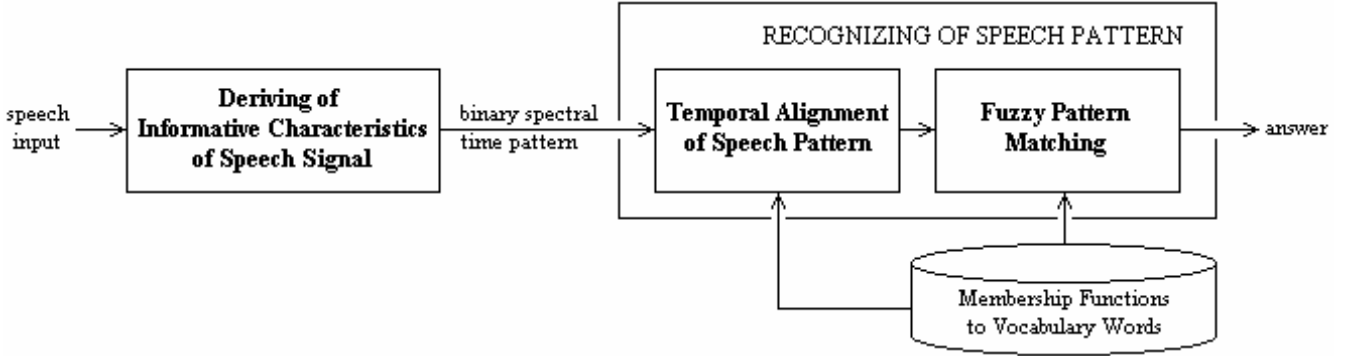 RECOGNIZING OF SPEECH PATTERN
speech
input
Deriving of
Informative Characteristics
of Speech Signal
binary spectral
time pattern
Temporal Alignment
of Speech Pattern
Fuzzy Pattern
Matching
answer
Membership Functions
to Vocabulary Words